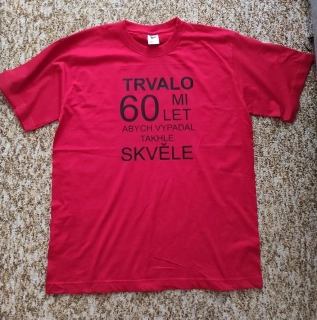 TRVALO
60 MI
LET
ABYCH VYPADAL
TAKHLE
SKVĚLE